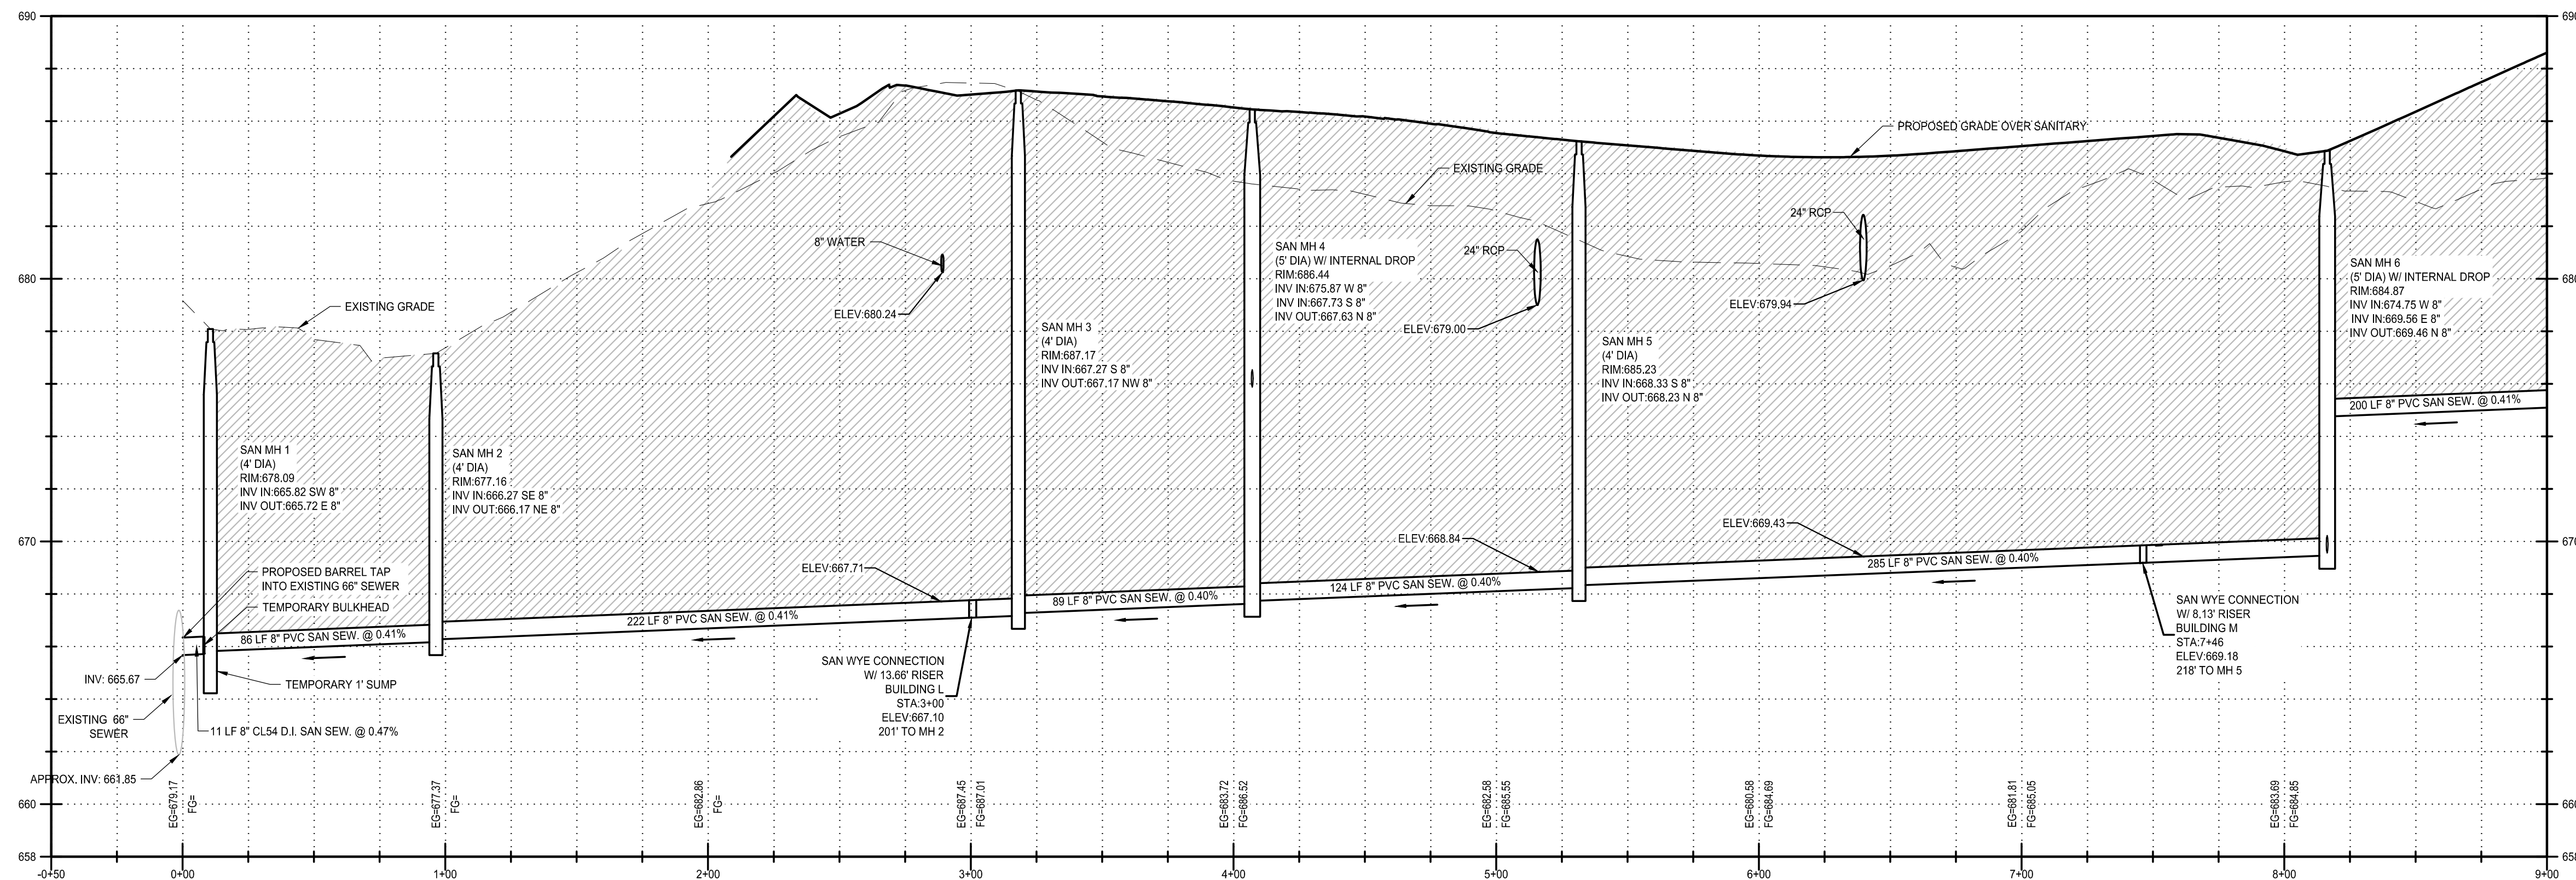 690
690
PROPOSED GRADE OVER SANITARY
EXISTING GRADE
24" RCP
8" WATER
24" RCP
SAN MH 4
(5' DIA) W/ INTERNAL DROP
RIM:686.44
INV IN:675.87 W 8"
INV IN:667.73 S 8"
INV OUT:667.63 N 8"
SAN MH 6
(5' DIA) W/ INTERNAL DROP
RIM:684.87
INV IN:674.75 W 8"
INV IN:669.56 E 8"
INV OUT:669.46 N 8"
680
680
EXISTING GRADE
ELEV:680.24
ELEV:679.00
ELEV:679.94
SAN MH 3
(4' DIA)
RIM:687.17
INV IN:667.27 S 8"
INV OUT:667.17 NW 8"
SAN MH 5
(4' DIA)
RIM:685.23
INV IN:668.33 S 8"
INV OUT:668.23 N 8"
200 LF 8" PVC SAN SEW. @ 0.41%
SAN MH 1
(4' DIA)
RIM:678.09
INV IN:665.82 SW 8"
INV OUT:665.72 E 8"
SAN MH 2
(4' DIA)
RIM:677.16
INV IN:666.27 SE 8"
INV OUT:666.17 NE 8"
670
670
ELEV:669.43
ELEV:668.84
ELEV:667.71
PROPOSED BARREL TAP
INTO EXISTING 66" SEWER
TEMPORARY BULKHEAD
86 LF 8" PVC SAN SEW. @ 0.41%
222 LF 8" PVC SAN SEW. @ 0.41%
89 LF 8" PVC SAN SEW. @ 0.40%
124 LF 8" PVC SAN SEW. @ 0.40%
285 LF 8" PVC SAN SEW. @ 0.40%
SAN WYE CONNECTION
W/ 8.13' RISER
BUILDING M
STA:7+46
ELEV:669.18
218' TO MH 5
SAN WYE CONNECTION
W/ 13.66' RISER
BUILDING L
STA:3+00
ELEV:667.10
201' TO MH 2
INV: 665.67
TEMPORARY 1' SUMP
EXISTING 66"
SEWER
11 LF 8" CL54 D.I. SAN SEW. @ 0.47%
APPROX. INV: 661.85
660
660
EG=679.17
FG=
EG=677.37
FG=
EG=682.86
FG=
EG=687.45
FG=687.01
EG=683.72
FG=686.52
EG=682.58
FG=685.55
EG=680.58
FG=684.69
EG=681.81
FG=685.05
EG=683.69
FG=684.85
658
658
-0+50
0+00
1+00
2+00
3+00
4+00
5+00
6+00
7+00
8+00
9+00